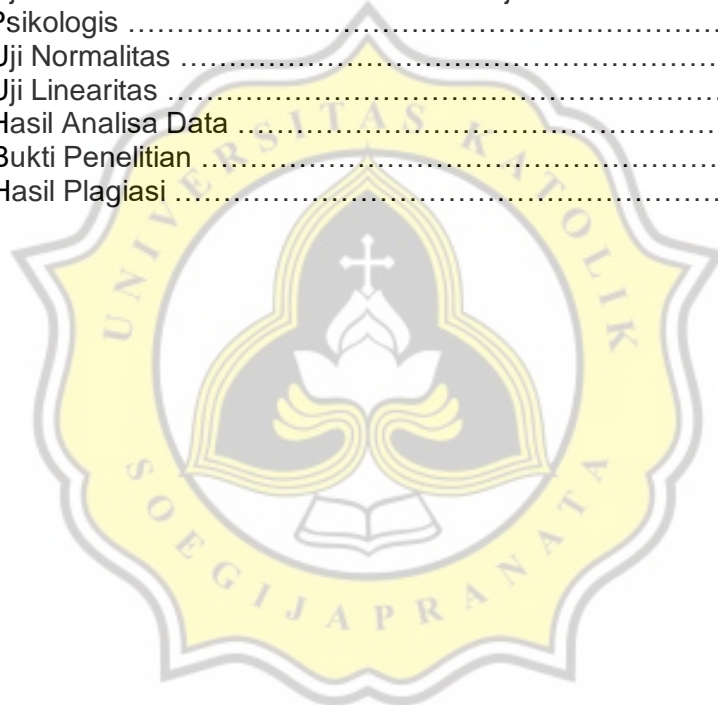 Psikologis ……………………………………………………………
Uji Normalitas ………………………………………………………
Uji Linearitas ………………………………………………………
Hasil Analisa Data …………………………………………………
Bukti Penelitian ……………………………………………………
Hasil Plagiasi ………………………………………………………
UNIVERSITAS KATOLIK
SOEGIJAPRANATA